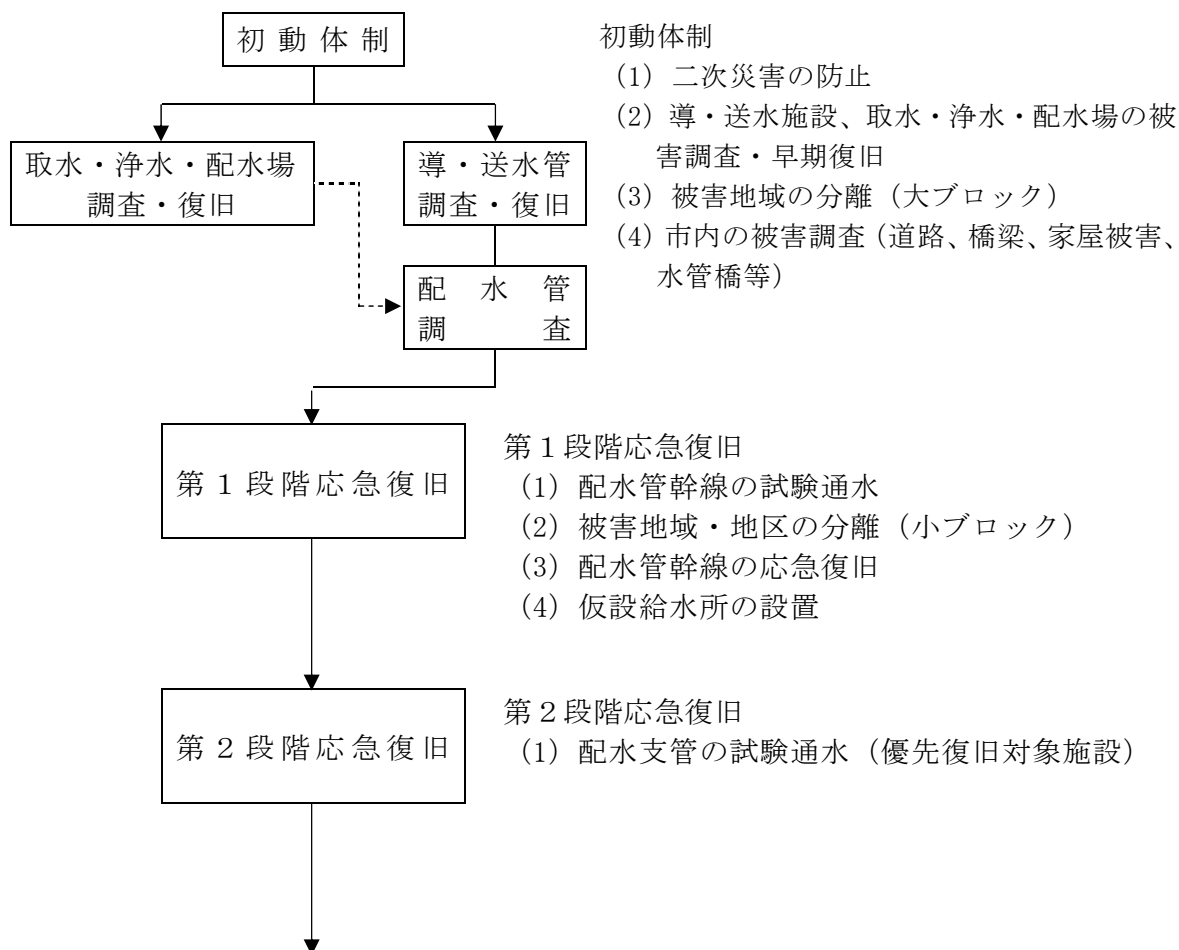 初動体制
初動体制
(1) 二次災害の防止
(2) 導・送水施設、取水・浄水・配水場の被
害調査・早期復旧
(3) 被害地域の分離（大ブロック）
(4) 市内の被害調査（道路、橋梁、家屋被害、
水管橋等）
取水・浄水・配水場
調査・復旧
導・送水管
調査・復旧
配水管
調査
第１段階応急復旧
第１段階応急復旧
(1) 配水管幹線の試験通水
(2) 被害地域・地区の分離（小ブロック）
(3) 配水管幹線の応急復旧
(4) 仮設給水所の設置
第２段階応急復旧
第２段階応急復旧
(1) 配水支管の試験通水（優先復旧対象施設）